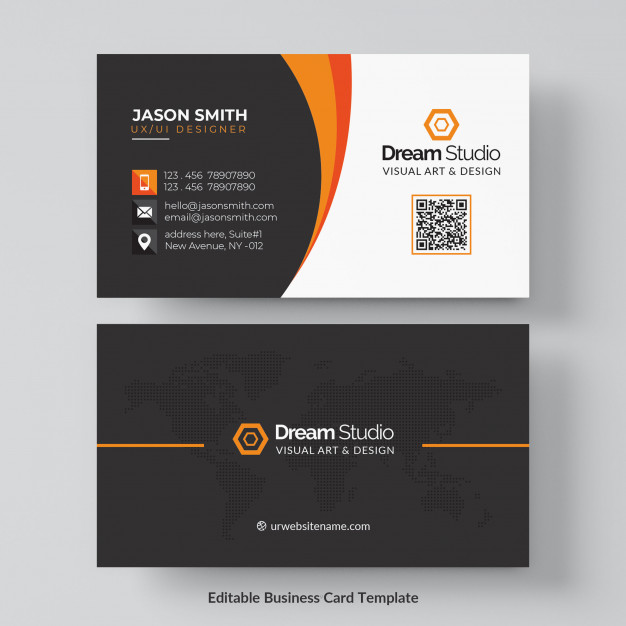 JASON SMITH
UX/UI DESIGNER
123 . 456 78907890
123 . 456 78907890
hello@jasonsmith.com
email@jasonsmith.com
address here, Suite#1
New Avenue, NY -012
Dream Studio
VISUAL ART & DESIGN
Dream Studio
VISUAL ART & DESIGN
urwebsitename.com
Editable Business Card Template